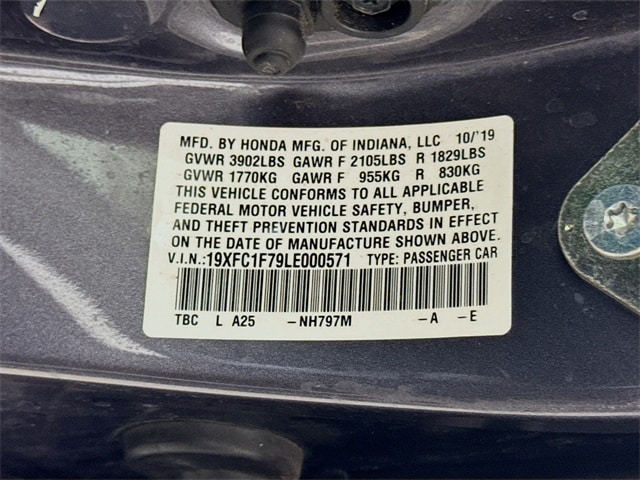 MFD. BY HONDA MFG. OF INDIANA, LLC 10/'19
GVWR 3902LBS GAWR F 2105LBS R 1829LBS
GVWR 1770KG GAWR F 955KG R 830KG
THIS VEHICLE CONFORMS TO ALL APPLICABLE
FEDERAL MOTOR VEHICLE SAFETY, BUMPER,
AND THEFT PREVENTION STANDARDS IN EFFECT
ON THE DATE OF MANUFACTURE SHOWN ABOVE.
V.I.N.:19XFC1F79LE000571 TYPE: PASSENGER CAR
TBC L A25 -NH797M -A -E